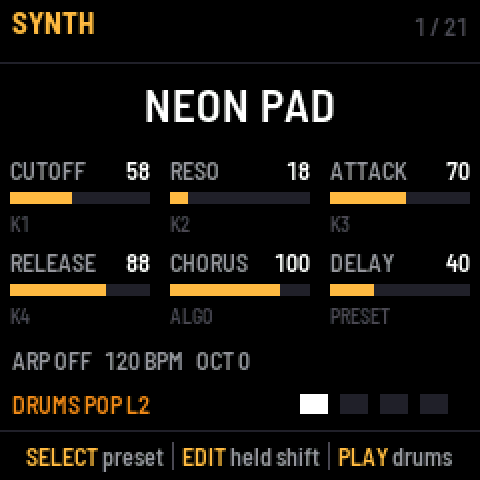 SYNTH 1 / 21
NEON PAD
CUTOFF 58 RESO 18 ATTACK 70
K1 K2 K3
RELEASE 88 CHORUS 100 DELAY 40
K4 ALGO PRESET
ARP OFF 120 BPM OCT 0
DRUMS POP L2
SELECT preset | EDIT held shift | PLAY drums